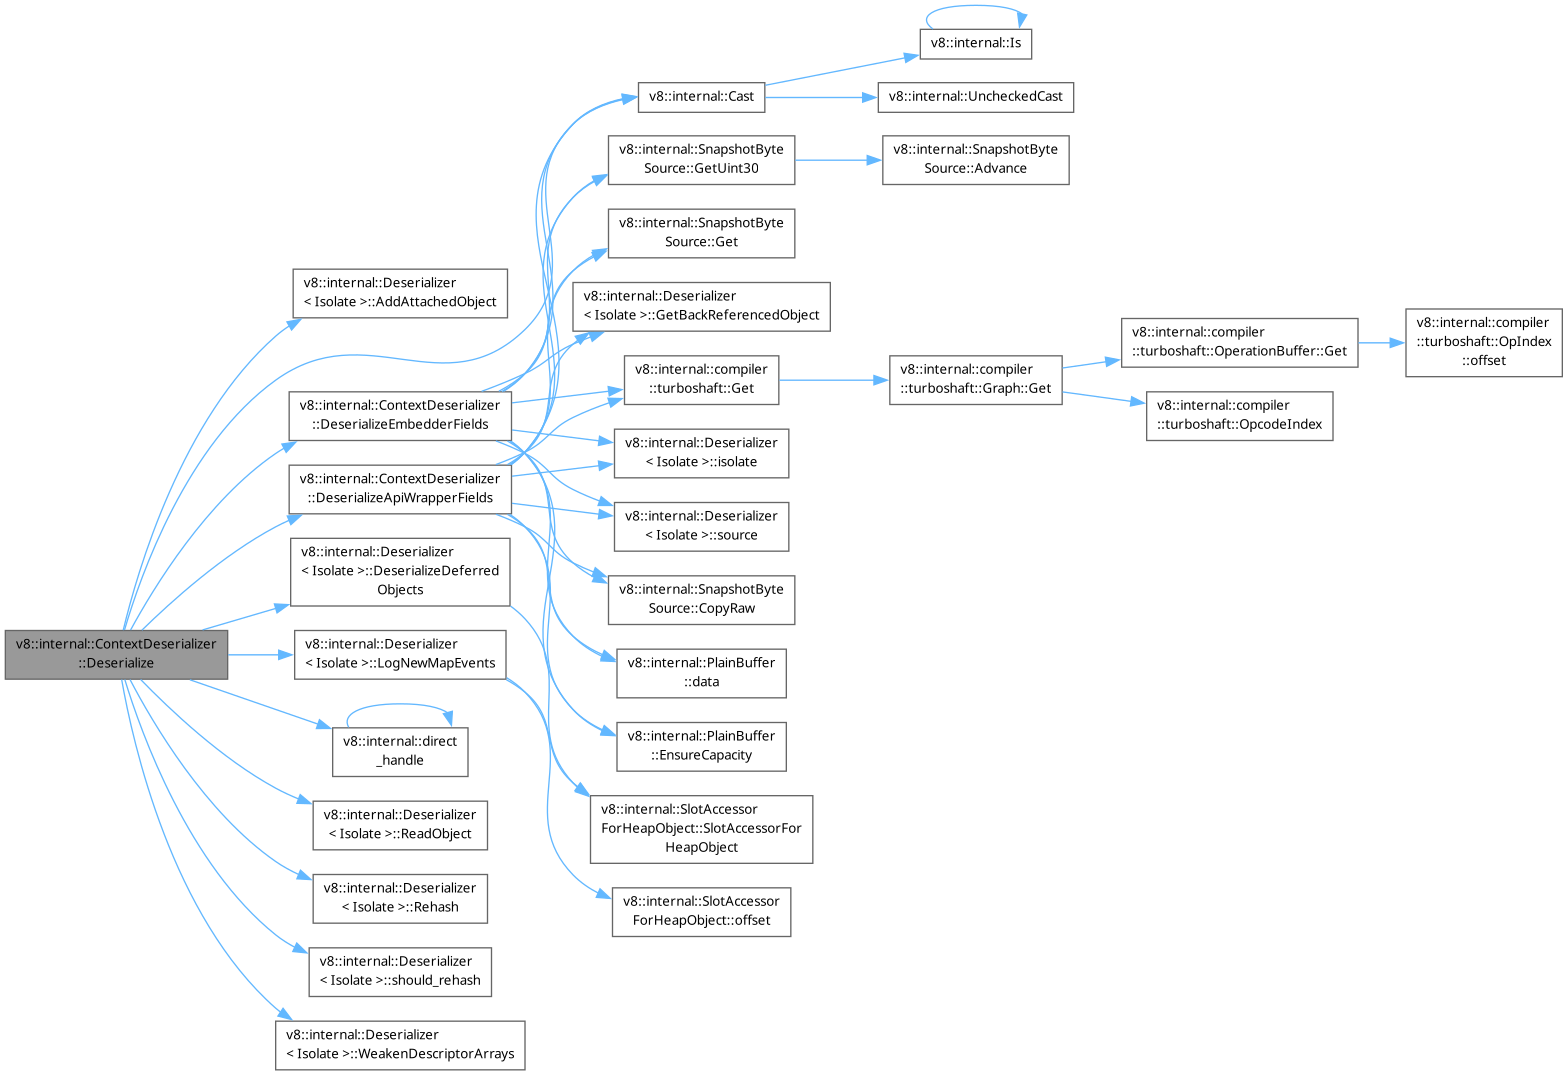 v8::internal::ContextDeserializer
::Deserialize
v8::internal::Deserializer
< Isolate >::AddAttachedObject
v8::internal::ContextDeserializer
::DeserializeEmbedderFields
v8::internal::ContextDeserializer
::DeserializeApiWrapperFields
v8::internal::Deserializer
< Isolate >::DeserializeDeferred
Objects
v8::internal::Deserializer
< Isolate >::LogNewMapEvents
v8::internal::direct
_handle
v8::internal::Deserializer
< Isolate >::ReadObject
v8::internal::Deserializer
< Isolate >::Rehash
v8::internal::Deserializer
< Isolate >::should_rehash
v8::internal::Deserializer
< Isolate >::WeakenDescriptorArrays
v8::internal::Cast
v8::internal::SnapshotByte
Source::GetUint30
v8::internal::SnapshotByte
Source::Get
v8::internal::Deserializer
< Isolate >::GetBackReferencedObject
v8::internal::compiler
::turboshaft::Get
v8::internal::Deserializer
< Isolate >::isolate
v8::internal::Deserializer
< Isolate >::source
v8::internal::SnapshotByte
Source::CopyRaw
v8::internal::PlainBuffer
::data
v8::internal::PlainBuffer
::EnsureCapacity
v8::internal::SlotAccessor
ForHeapObject::SlotAccessorFor
HeapObject
v8::internal::SlotAccessor
ForHeapObject::offset
v8::internal::Is
v8::internal::UncheckedCast
v8::internal::SnapshotByte
Source::Advance
v8::internal::compiler
::turboshaft::Graph::Get
v8::internal::compiler
::turboshaft::OperationBuffer::Get
v8::internal::compiler
::turboshaft::OpcodeIndex
v8::internal::compiler
::turboshaft::OpIndex
::offset